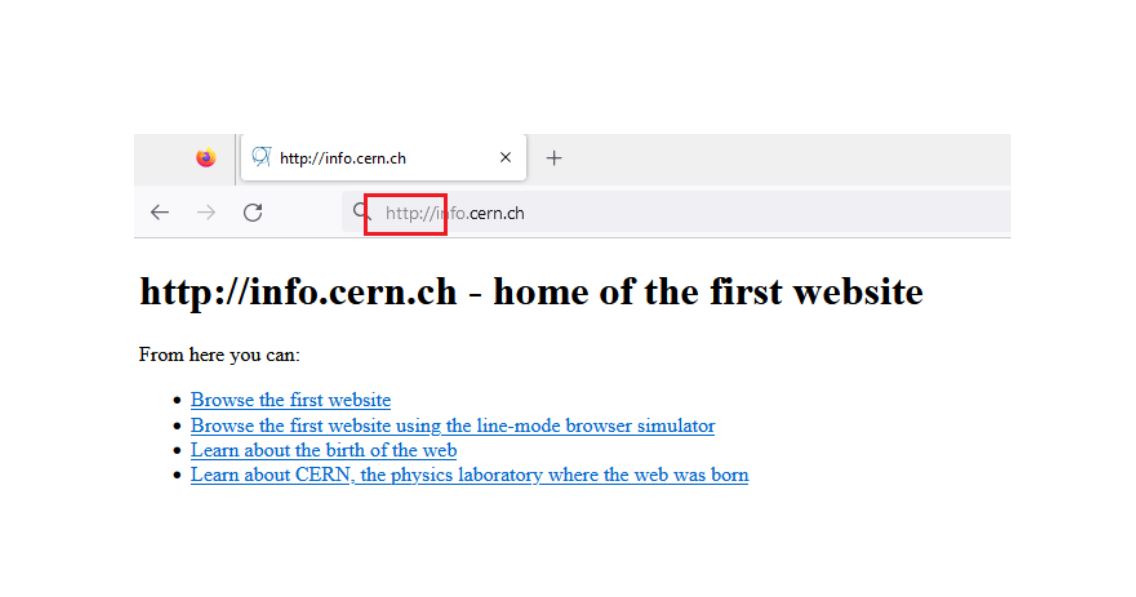 http://info.cern.ch
http://info.cern.ch
http://info.cern.ch - home of the first website
From here you can:
Browse the first website
Browse the first website using the line-mode browser simulator
Learn about the birth of the web
Learn about CERN, the physics laboratory where the web was born